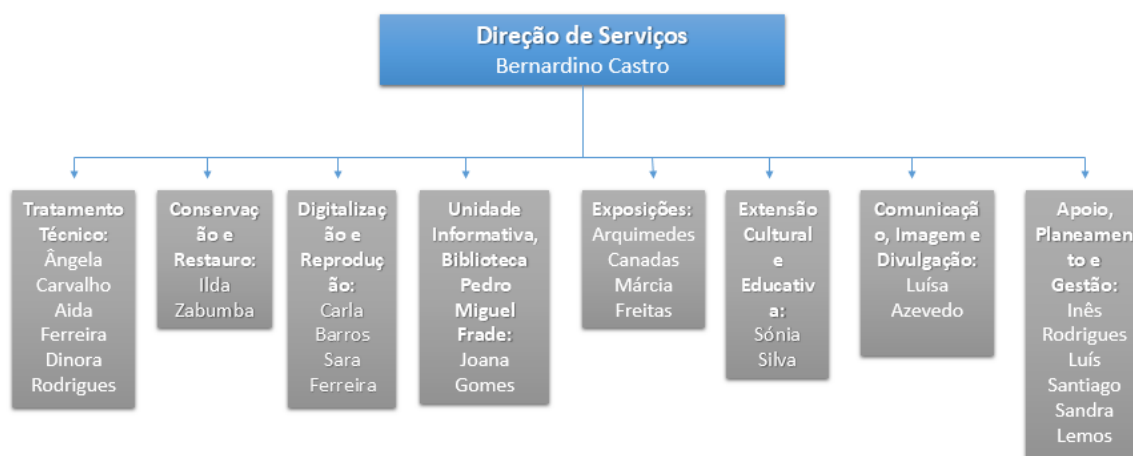 Direção de Serviços
Bernardino Castro
Tratamento
Técnico:
Ângela
Carvalho
Aida
Ferreira
Dinora
Rodrigues
Conservaç
ão e
Restauro:
Ilda
Zabumba
Digitalizaç
ão e
Reproduç
ão:
Carla
Barros
Sara
Ferreira
Unidade
Informativa,
Biblioteca
Pedro
Miguel
Frade:
Joana
Gomes
Exposições:
Arquimedes
Canadas
Márcia
Freitas
Extensão
Cultural
e
Educativ
a:
Sónia
Silva
Comunicaçã
o, Imagem e
Divulgação:
Luísa
Azevedo
Apoio,
Planeamen
to e
Gestão:
Inês
Rodrigues
Luís
Santiago
Sandra
Lemos